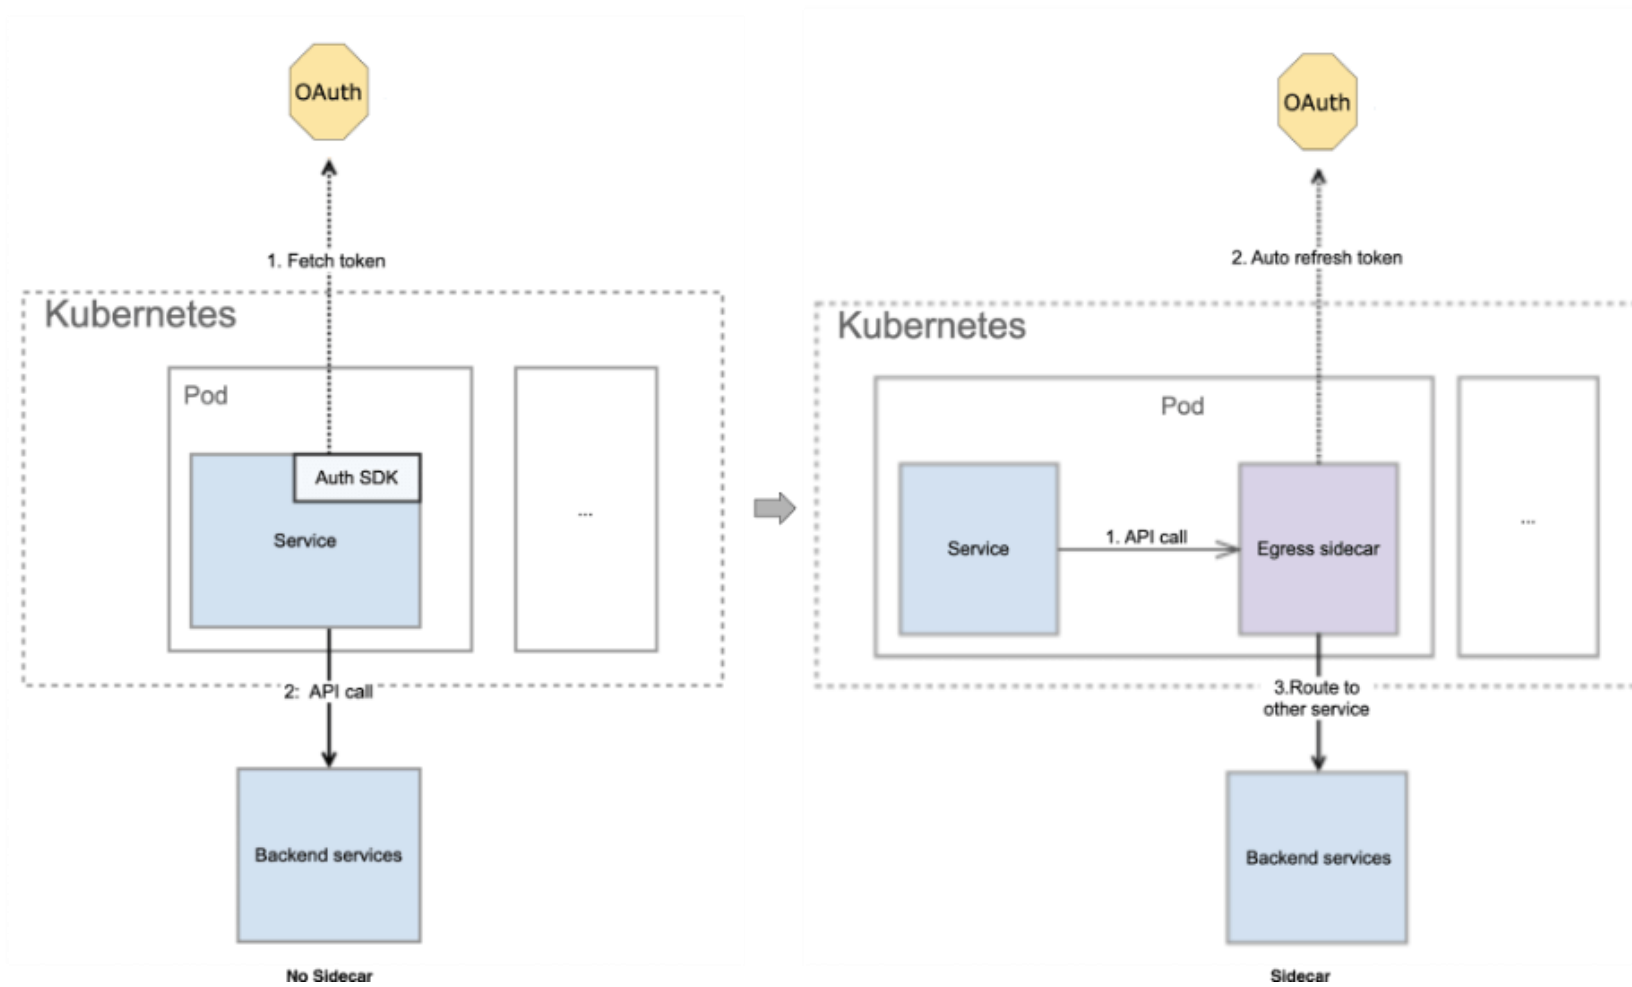 OAuth
1. Fetch token
Kubernetes
Pod
Auth SDK
Service
...
2: API call
Backend services
No Sidecar
OAuth
2. Auto refresh token
Kubernetes
Pod
Service
1. API call
Egress sidecar
...
3.Route to
other service
Backend services
Sidecar